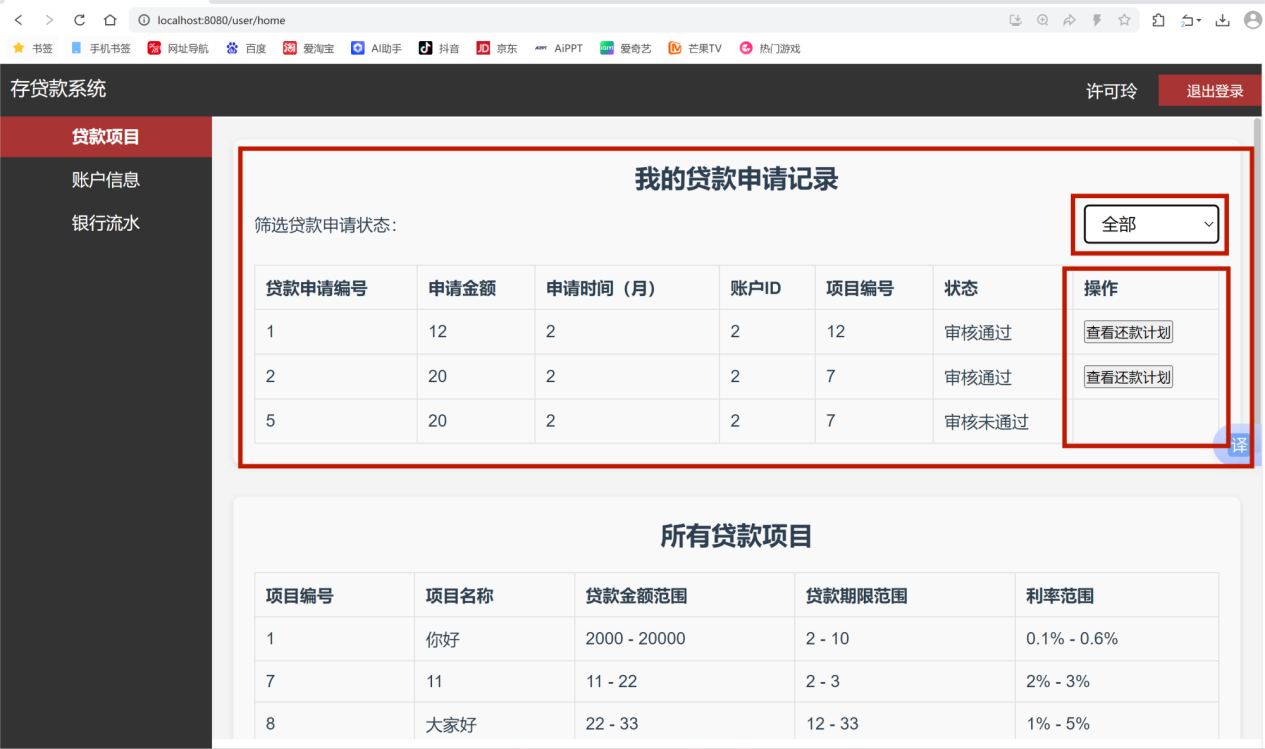 localhost:8080/user/home
书签 手机书签 网址导航 百度 淘 爱淘宝 AI助手 抖音 JD 京东 AiPPT AiPPT 爱奇艺 芒果TV 热门游戏
存贷款系统 许可玲 退出登录
贷款项目
账户信息
银行流水
我的贷款申请记录
筛选贷款申请状态: 全部
贷款申请编号 申请金额 申请时间（月） 账户ID 项目编号 状态 操作
1 12 2 2 12 审核通过 查看还款计划
2 20 2 2 7 审核通过 查看还款计划
5 20 2 2 7 审核未通过
译
所有贷款项目
项目编号 项目名称 贷款金额范围 贷款期限范围 利率范围
1 你好 2000 - 20000 2 - 10 0.1% - 0.6%
7 11 11 - 22 2 - 3 2% - 3%
8 大家好 22 - 33 12 - 33 1% - 5%